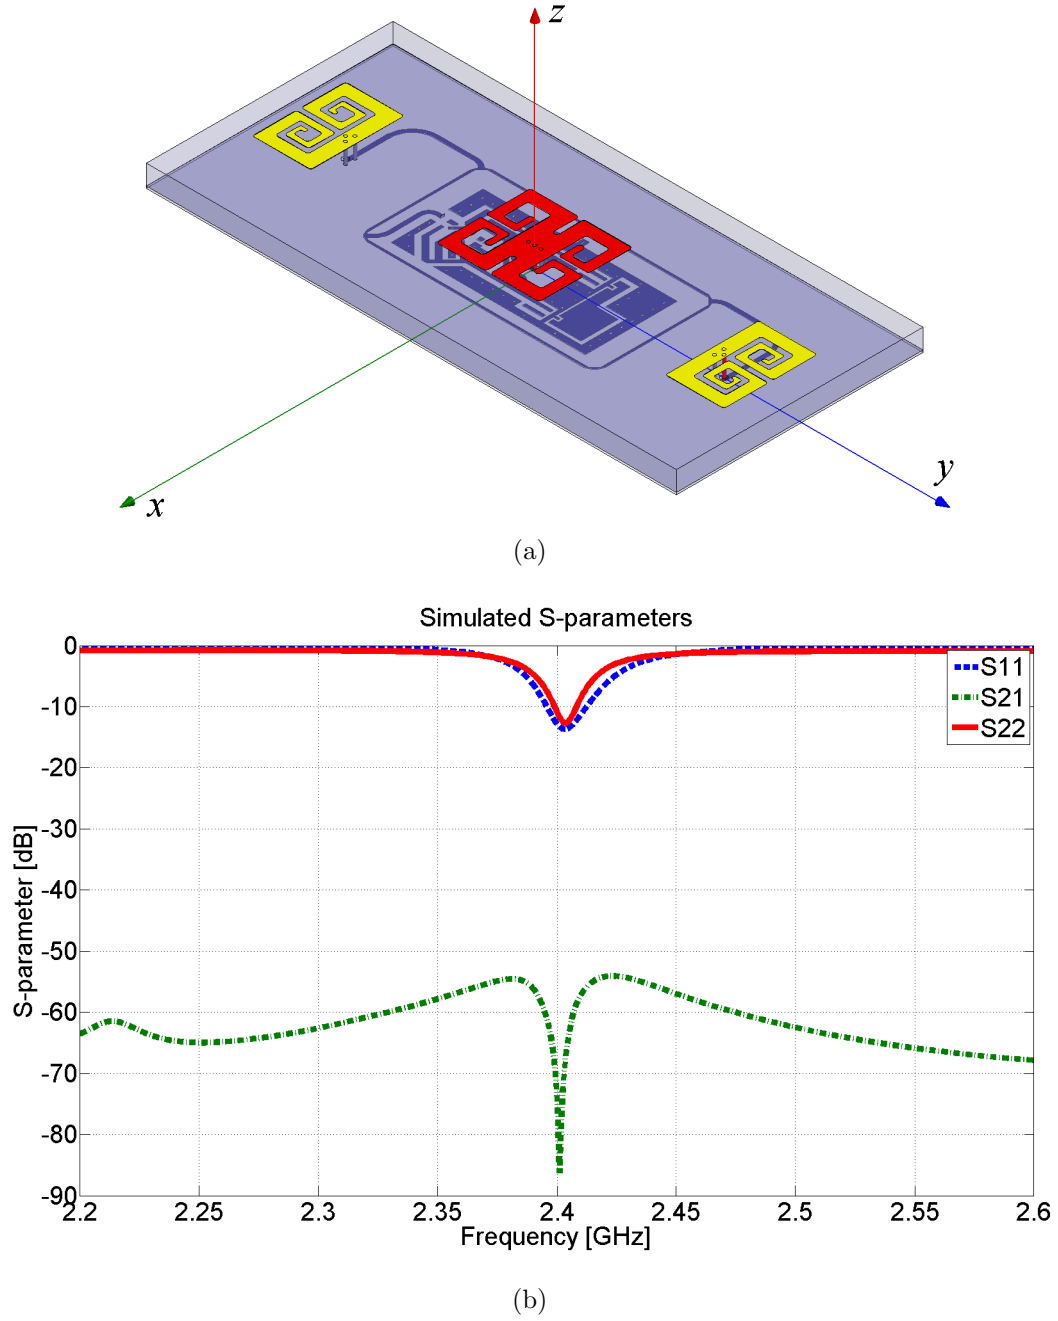 z
y
x
(a)
Simulated S-parameters
0
-10
-20
-30
-40
-50
-60
-70
-80
-90
S-parameter [dB]
S11
S21
S22
2.2 2.25 2.3 2.35 2.4 2.45 2.5 2.55 2.6
Frequency [GHz]
(b)